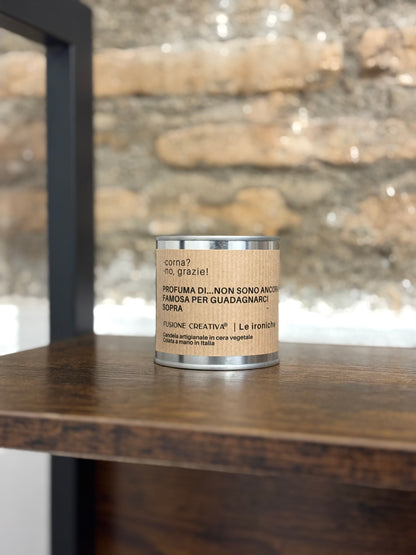 -corna?
-no, grazie!
PROFUMA DI...NON SONO ANCORA
FAMOSA PER GUADAGNARCI
SOPRA
FUSIONE CREATIVA® | Le ironiche
Candela artigianale in cera vegetale
Colata a mano in Italia